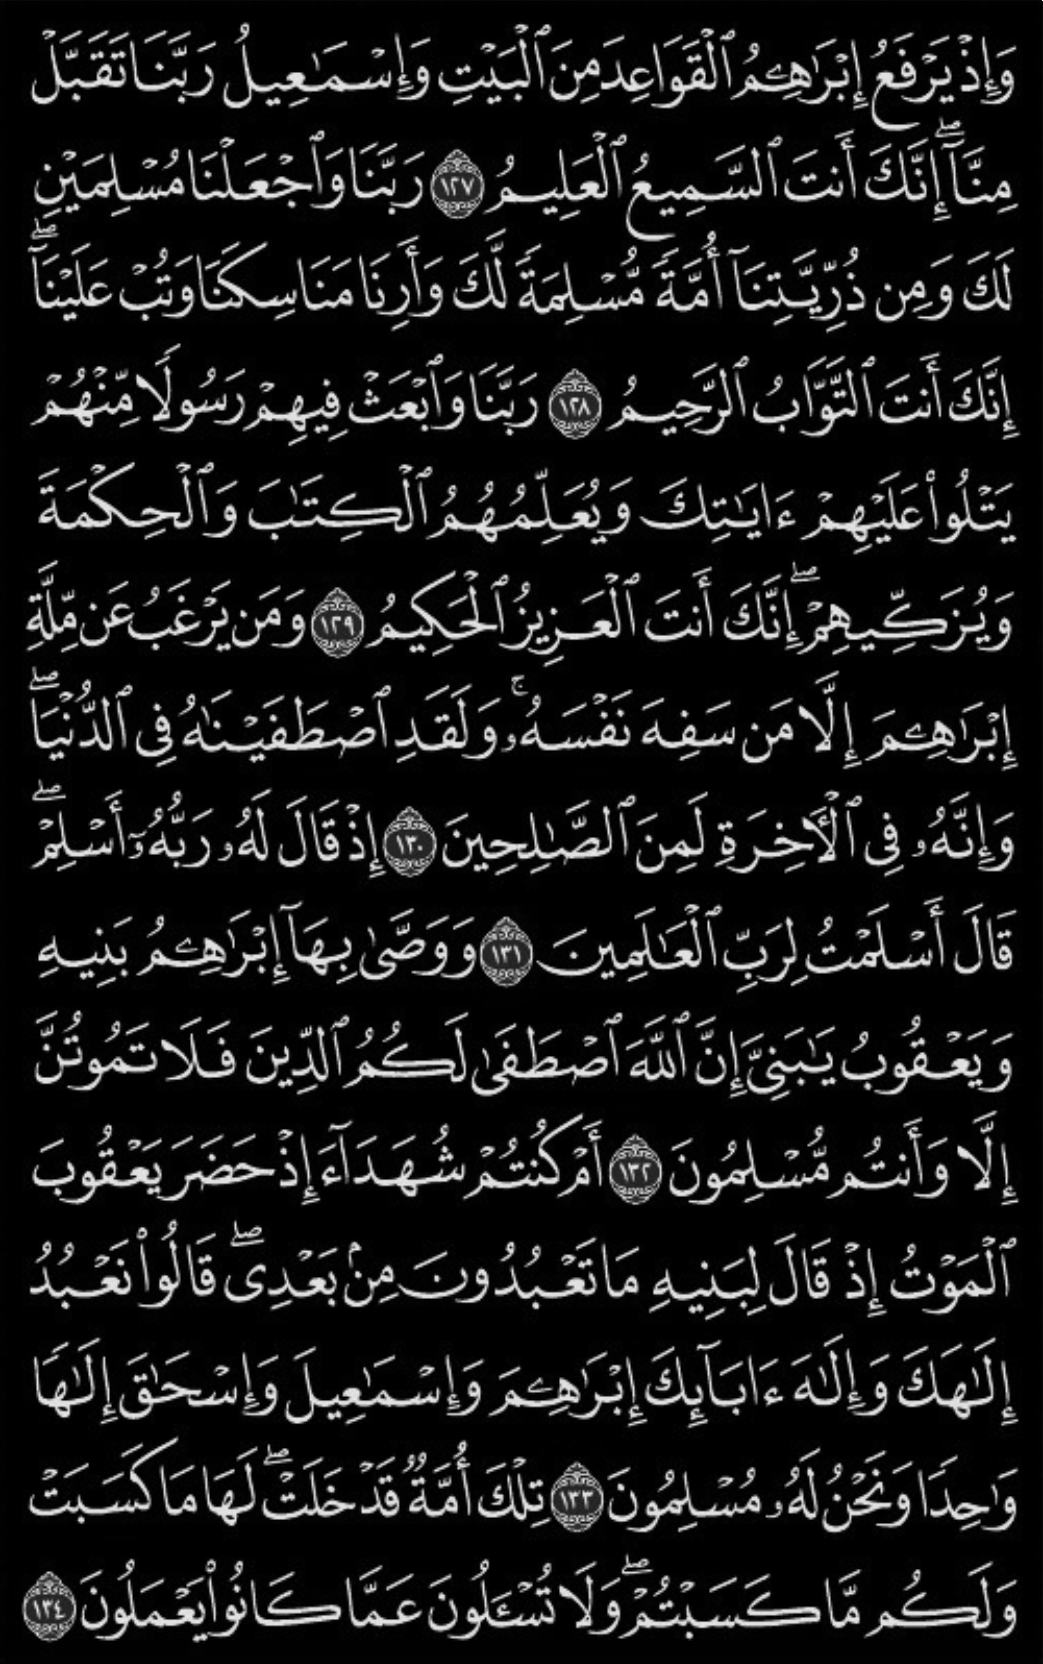 وَإِذْ يَرْفَعُ إِبْرَٰهِـۧمُ ٱلْقَوَاعِدَ مِنَ ٱلْبَيْتِ وَإِسْمَـٰعِيلُ رَبَّنَا تَقَبَّلْ
مِنَّآ ۖ إِنَّكَ أَنتَ ٱلسَّمِيعُ ٱلْعَلِيمُ ١٢٧ رَبَّنَا وَٱجْعَلْنَا مُسْلِمَيْنِ
لَكَ وَمِن ذُرِّيَّتِنَآ أُمَّةً مُّسْلِمَةً لَّكَ وَأَرِنَا مَنَاسِكَنَا وَتُبْ عَلَيْنَآ ۖ
إِنَّكَ أَنتَ ٱلتَّوَّابُ ٱلرَّحِيمُ ١٢٨ رَبَّنَا وَٱبْعَثْ فِيهِمْ رَسُولًا مِّنْهُمْ
يَتْلُوا۟ عَلَيْهِمْ ءَايَـٰتِكَ وَيُعَلِّمُهُمُ ٱلْكِتَـٰبَ وَٱلْحِكْمَةَ
وَيُزَكِّيهِمْ ۖ إِنَّكَ أَنتَ ٱلْعَزِيزُ ٱلْحَكِيمُ ١٢٩ وَمَن يَرْغَبُ عَن مِّلَّةِ
إِبْرَٰهِـۧمَ إِلَّا مَن سَفِهَ نَفْسَهُۥ ۚ وَلَقَدِ ٱصْطَفَيْنَـٰهُ فِى ٱلدُّنْيَا ۖ
وَإِنَّهُۥ فِى ٱلْـَٔاخِرَةِ لَمِنَ ٱلصَّـٰلِحِينَ ١٣٠ إِذْ قَالَ لَهُۥ رَبُّهُۥٓ أَسْلِمْ ۖ
قَالَ أَسْلَمْتُ لِرَبِّ ٱلْعَـٰلَمِينَ ١٣١ وَوَصَّىٰ بِهَآ إِبْرَٰهِـۧمُ بَنِيهِ
وَيَعْقُوبُ يَـٰبَنِىَّ إِنَّ ٱللَّهَ ٱصْطَفَىٰ لَكُمُ ٱلدِّينَ فَلَا تَمُوتُنَّ
إِلَّا وَأَنتُم مُّسْلِمُونَ ١٣٢ أَمْ كُنتُمْ شُهَدَآءَ إِذْ حَضَرَ يَعْقُوبَ
ٱلْمَوْتُ إِذْ قَالَ لِبَنِيهِ مَا تَعْبُدُونَ مِنۢ بَعْدِى ۖ قَالُوا۟ نَعْبُدُ
إِلَـٰهَكَ وَإِلَـٰهَ ءَابَآئِكَ إِبْرَٰهِـۧمَ وَإِسْمَـٰعِيلَ وَإِسْحَـٰقَ إِلَـٰهًا
وَٰحِدًا وَنَحْنُ لَهُۥ مُسْلِمُونَ ١٣٣ تِلْكَ أُمَّةٌ قَدْ خَلَتْ ۖ لَهَا مَا كَسَبَتْ
وَلَكُم مَّا كَسَبْتُمْ ۖ وَلَا تُسْـَٔلُونَ عَمَّا كَانُوا۟ يَعْمَلُونَ ١٣٤